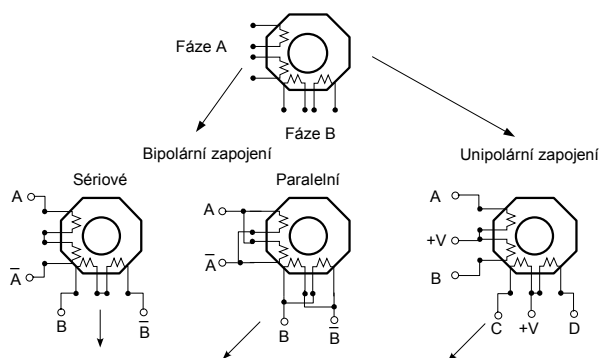 Fáze A
Fáze B
Bipolární zapojení
Unipolární zapojení
Sériové
Paralelní
A
A̅
B
B̅
A
A̅
B
B̅
A
+V
B
C
+V
D